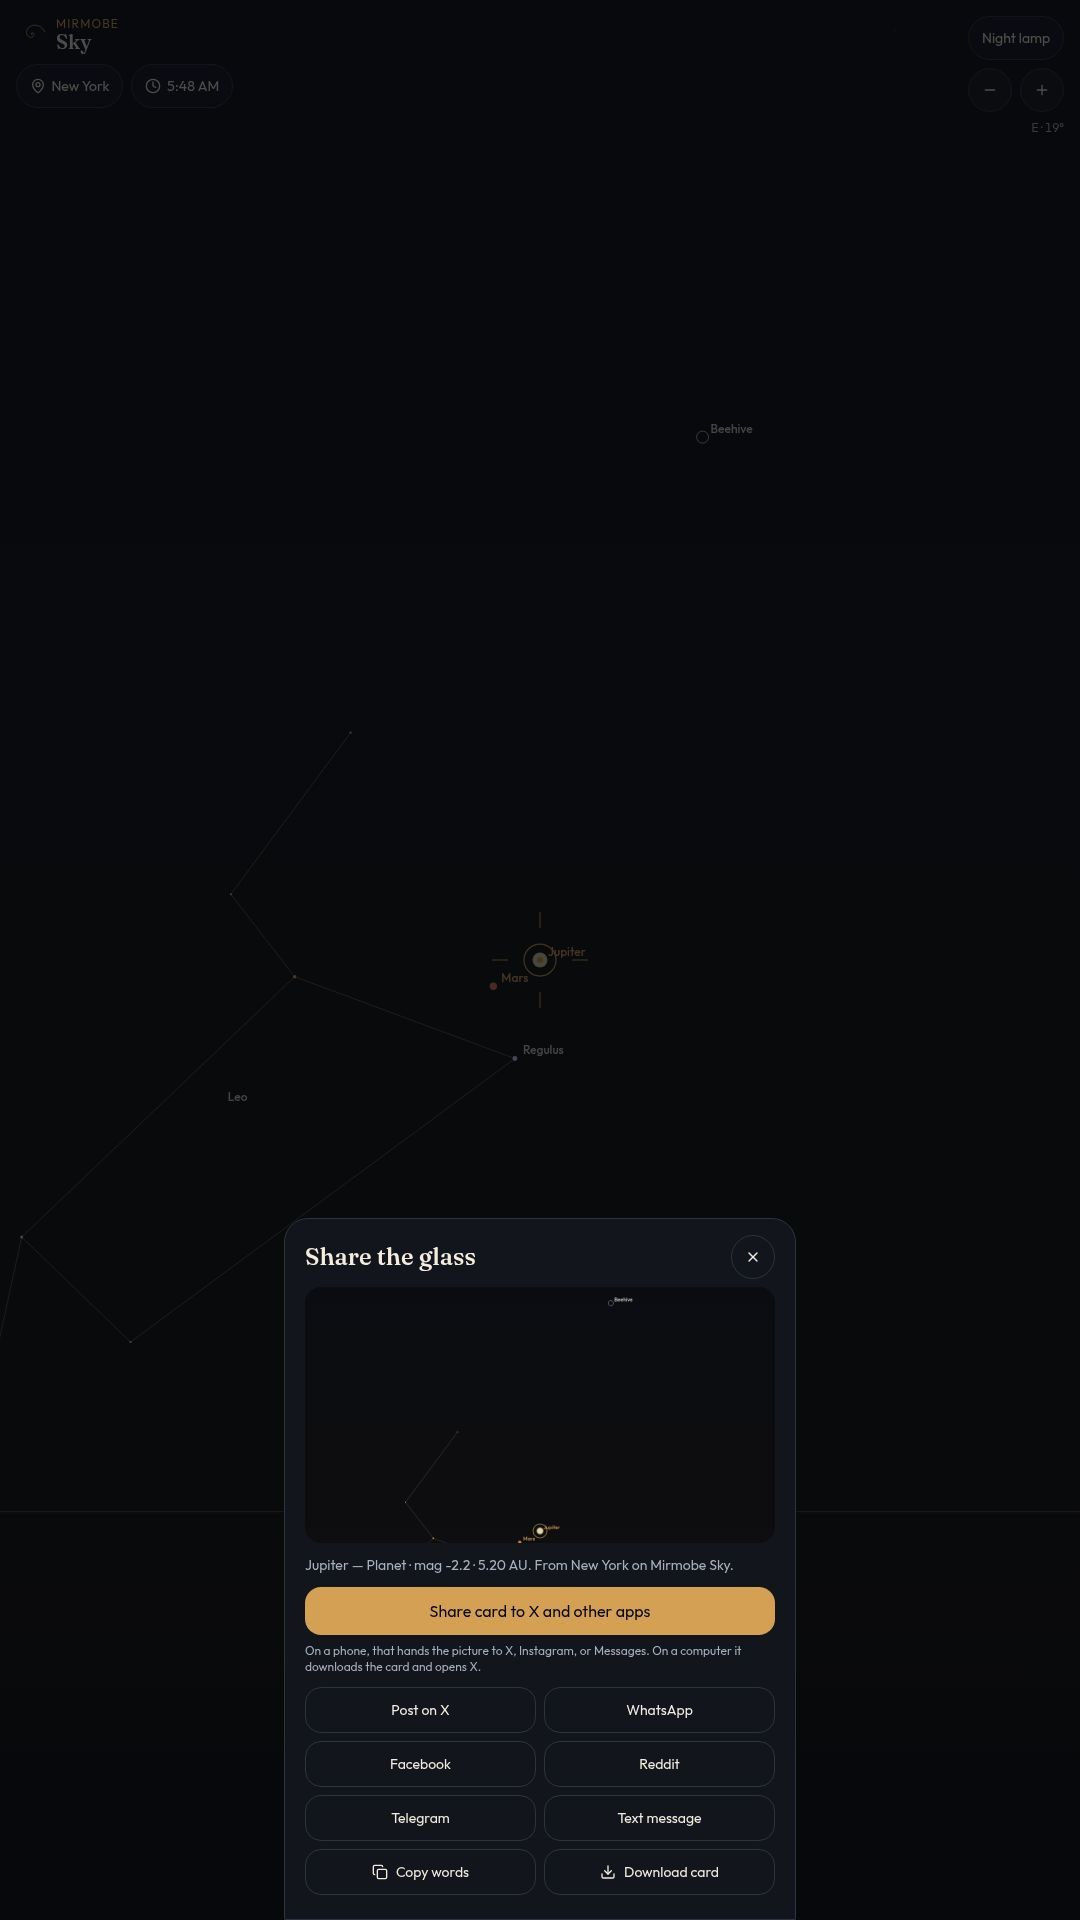 MIRMOBE
Sky
Night lamp
New York
5:48 AM
E·19°
Beehive
Jupiter
Mars
Regulus
Leo
Share the glass
Beehive
Jupiter
Mars
Jupiter — Planet · mag -2.2 · 5.20 AU. From New York on Mirmobe Sky.
Share card to X and other apps
On a phone, that hands the picture to X, Instagram, or Messages. On a computer it
downloads the card and opens X.
Post on X
WhatsApp
Facebook
Reddit
Telegram
Text message
Copy words
Download card